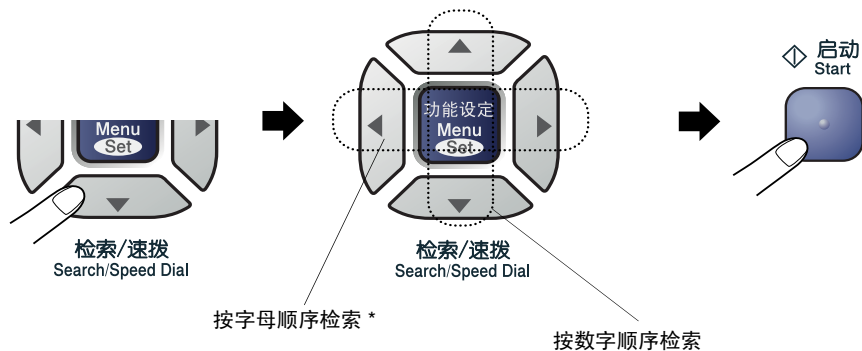 Menu
Set
检索/速拨
Search/Speed Dial
功能设定
Menu
Set
检索/速拨
Search/Speed Dial
启动
Start
按字母顺序检索 *
按数字顺序检索